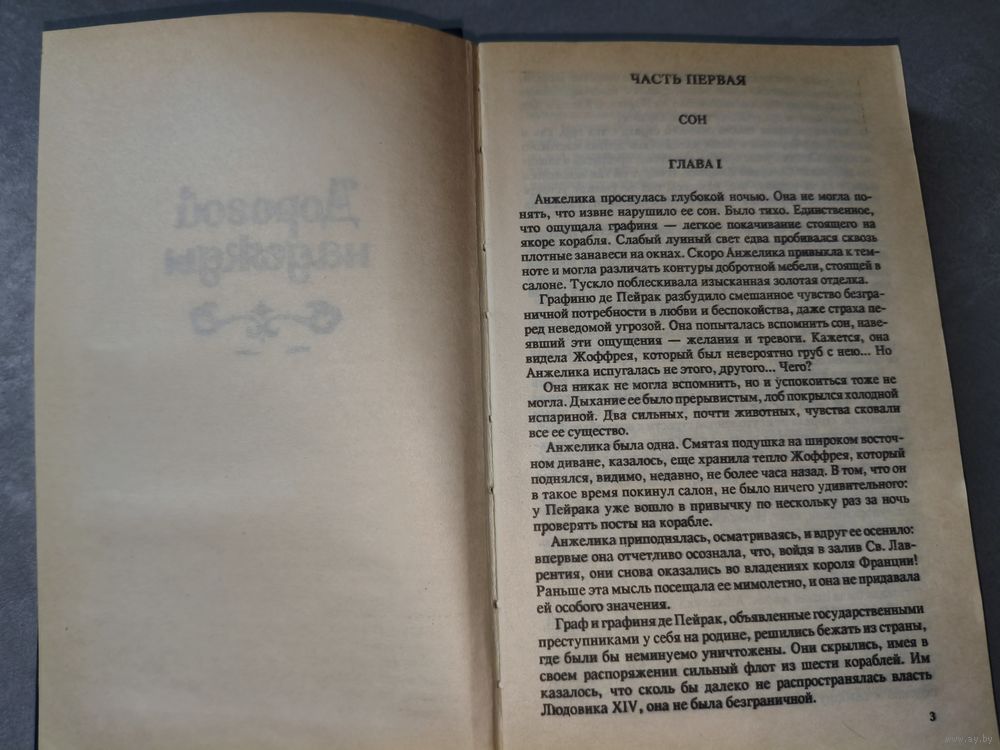 Дорогой
надежды
ЧАСТЬ ПЕРВАЯ
СОН
ГЛАВА I
Анжелика проснулась глубокой ночью. Она не могла по-
нять, что извне нарушило ее сон. Было тихо. Единственное,
что ощущала графиня — легкое покачивание стоящего на
якоре корабля. Слабый лунный свет едва пробивался сквозь
плотные занавеси на окнах. Скоро Анжелика привыкла к тем-
ноте и могла различать контуры добротной мебели, стоящей в
салоне. Тускло поблескивала изысканная золотая отделка.
Графиню де Пейрак разбудило смешанное чувство безгра-
ничной потребности в любви и беспокойства, даже страха пе-
ред неведомой угрозой. Она попыталась вспомнить сон, наве-
явший эти ощущения — желания и тревоги. Кажется, она
видела Жоффрея, который был невероятно груб с нею... Но
Анжелика испугалась не этого, другого... Чего?
Она никак не могла вспомнить, но и успокоиться тоже не
могла. Дыхание ее было прерывистым, лоб покрылся холодной
испариной. Два сильных, почти животных, чувства сковали
все ее существо.
Анжелика была одна. Смятая подушка на широком восточ-
ном диване, казалось, еще хранила тепло Жоффрея, который
поднялся, видимо, недавно, не более часа назад. В том, что он
в такое время покинул салон, не было ничего удивительного:
у Пейрака уже вошло в привычку по нескольку раз за ночь
проверять посты на корабле.
Анжелика приподнялась, осматриваясь, и вдруг ее осенило:
впервые она отчетливо осознала, что, войдя в залив Св. Лав-
рентия, они снова оказались во владениях короля Франции!
Раньше эта мысль посещала ее мимолетно, и она не придавала
ей особого значения.
Граф и графиня де Пейрак, объявленные государственными
преступниками у себя на родине, решились бежать из страны,
где были бы неминуемо уничтожены. Они скрылись, имея в
своем распоряжении сильный флот из шести кораблей. Им
казалось, что сколь бы далеко не распространялась власть
Людовика XIV, она не была безграничной.
3
www.ay.by